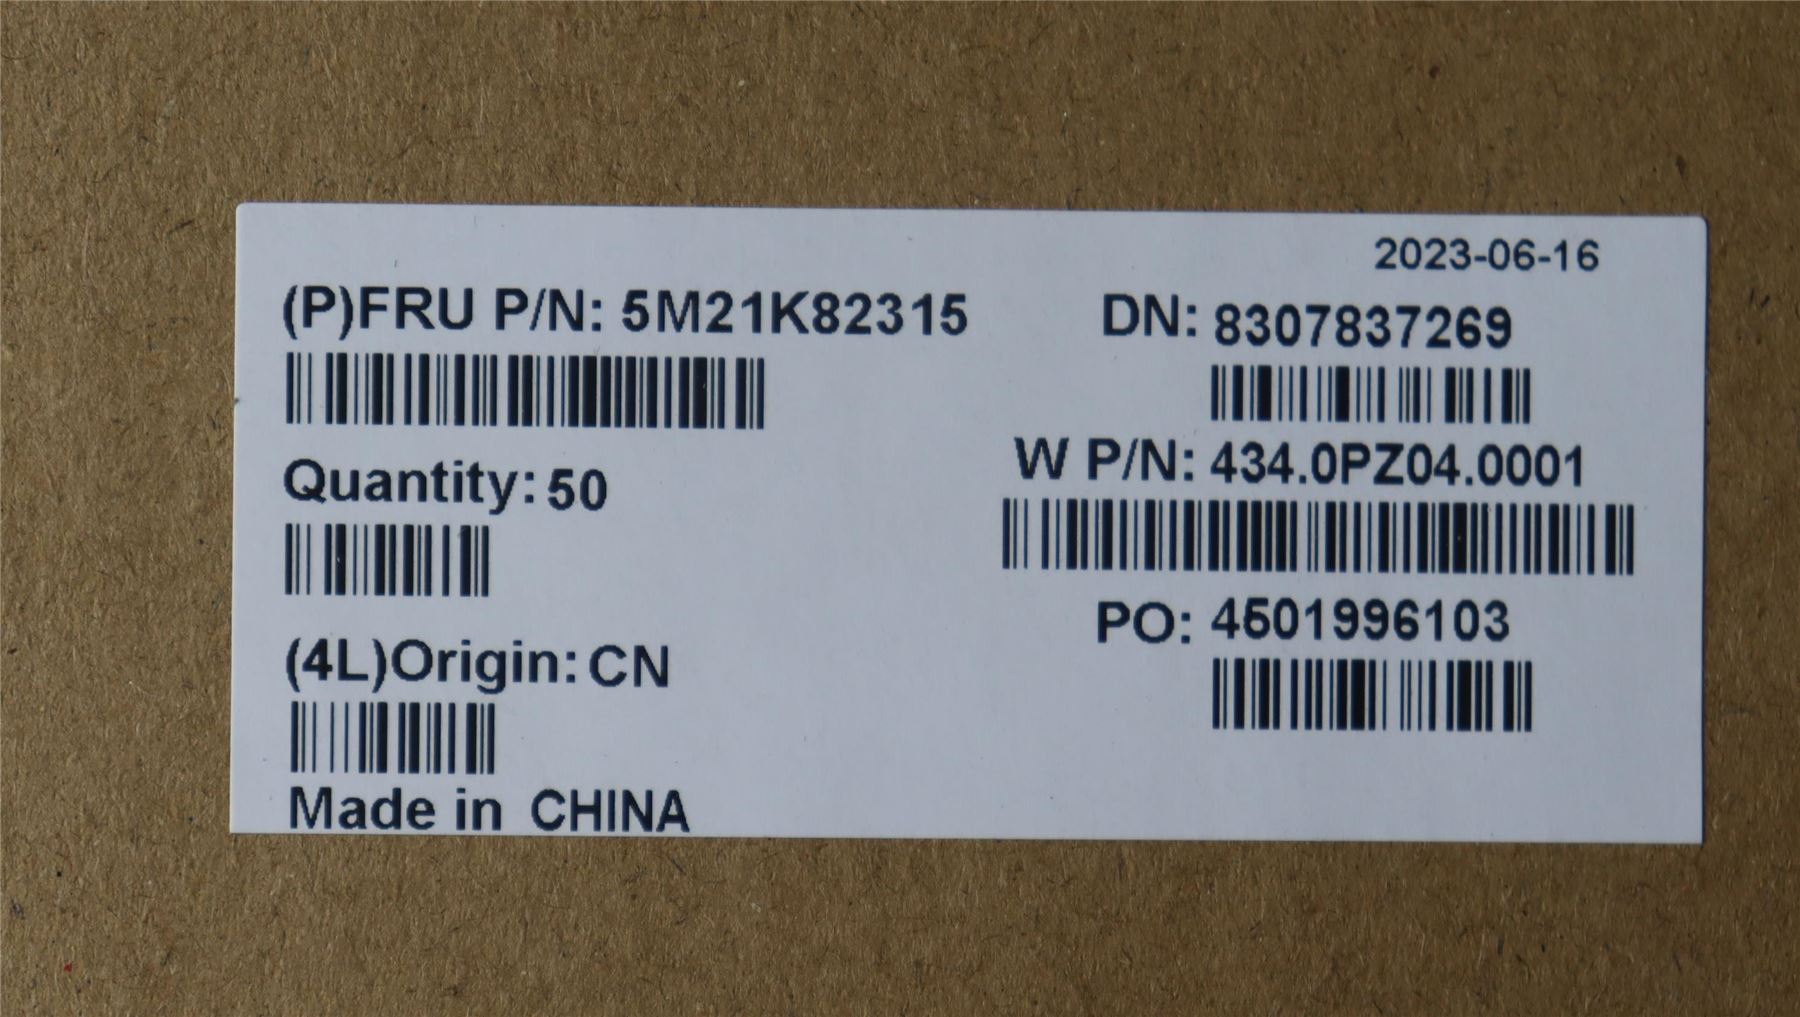 2023-06-16
(P)FRU P/N: 5M21K82315
DN: 8307837269
W P/N: 434.0PZ04.0001
Quantity: 50
PO: 4501996103
(4L)Origin: CN
Made in CHINA